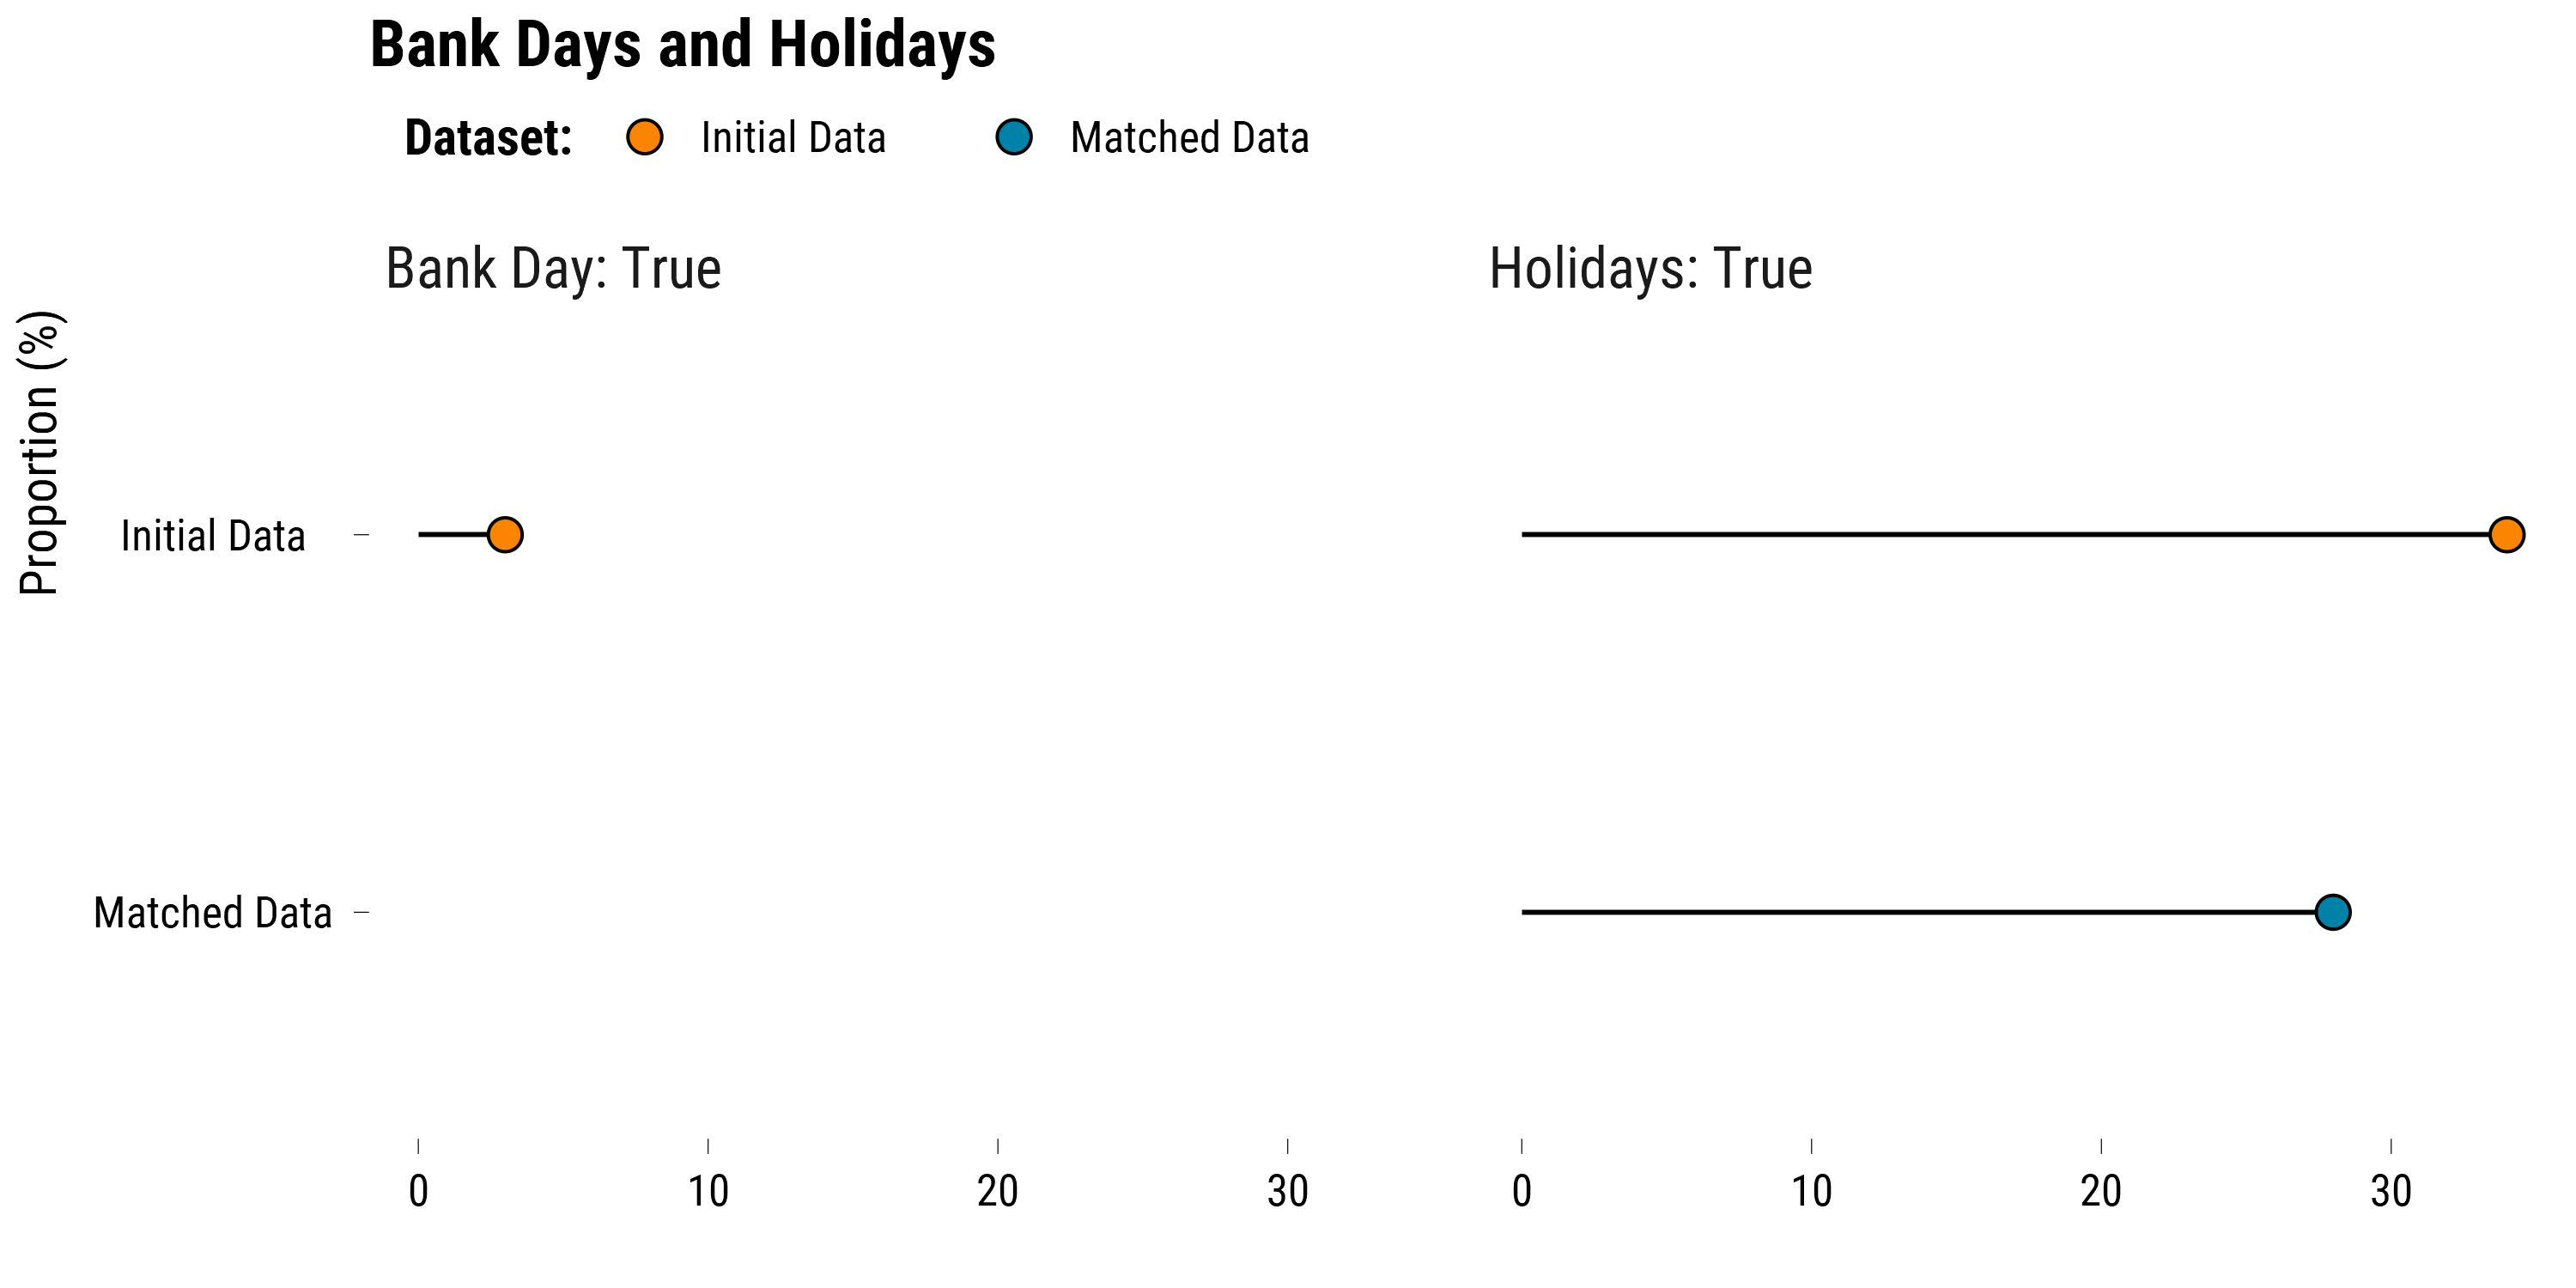 Bank Days and Holidays
Dataset: Initial Data Matched Data
Bank Day: True Holidays: True
Proportion (%)
Initial Data
Matched Data
0 10 20 30 0 10 20 30